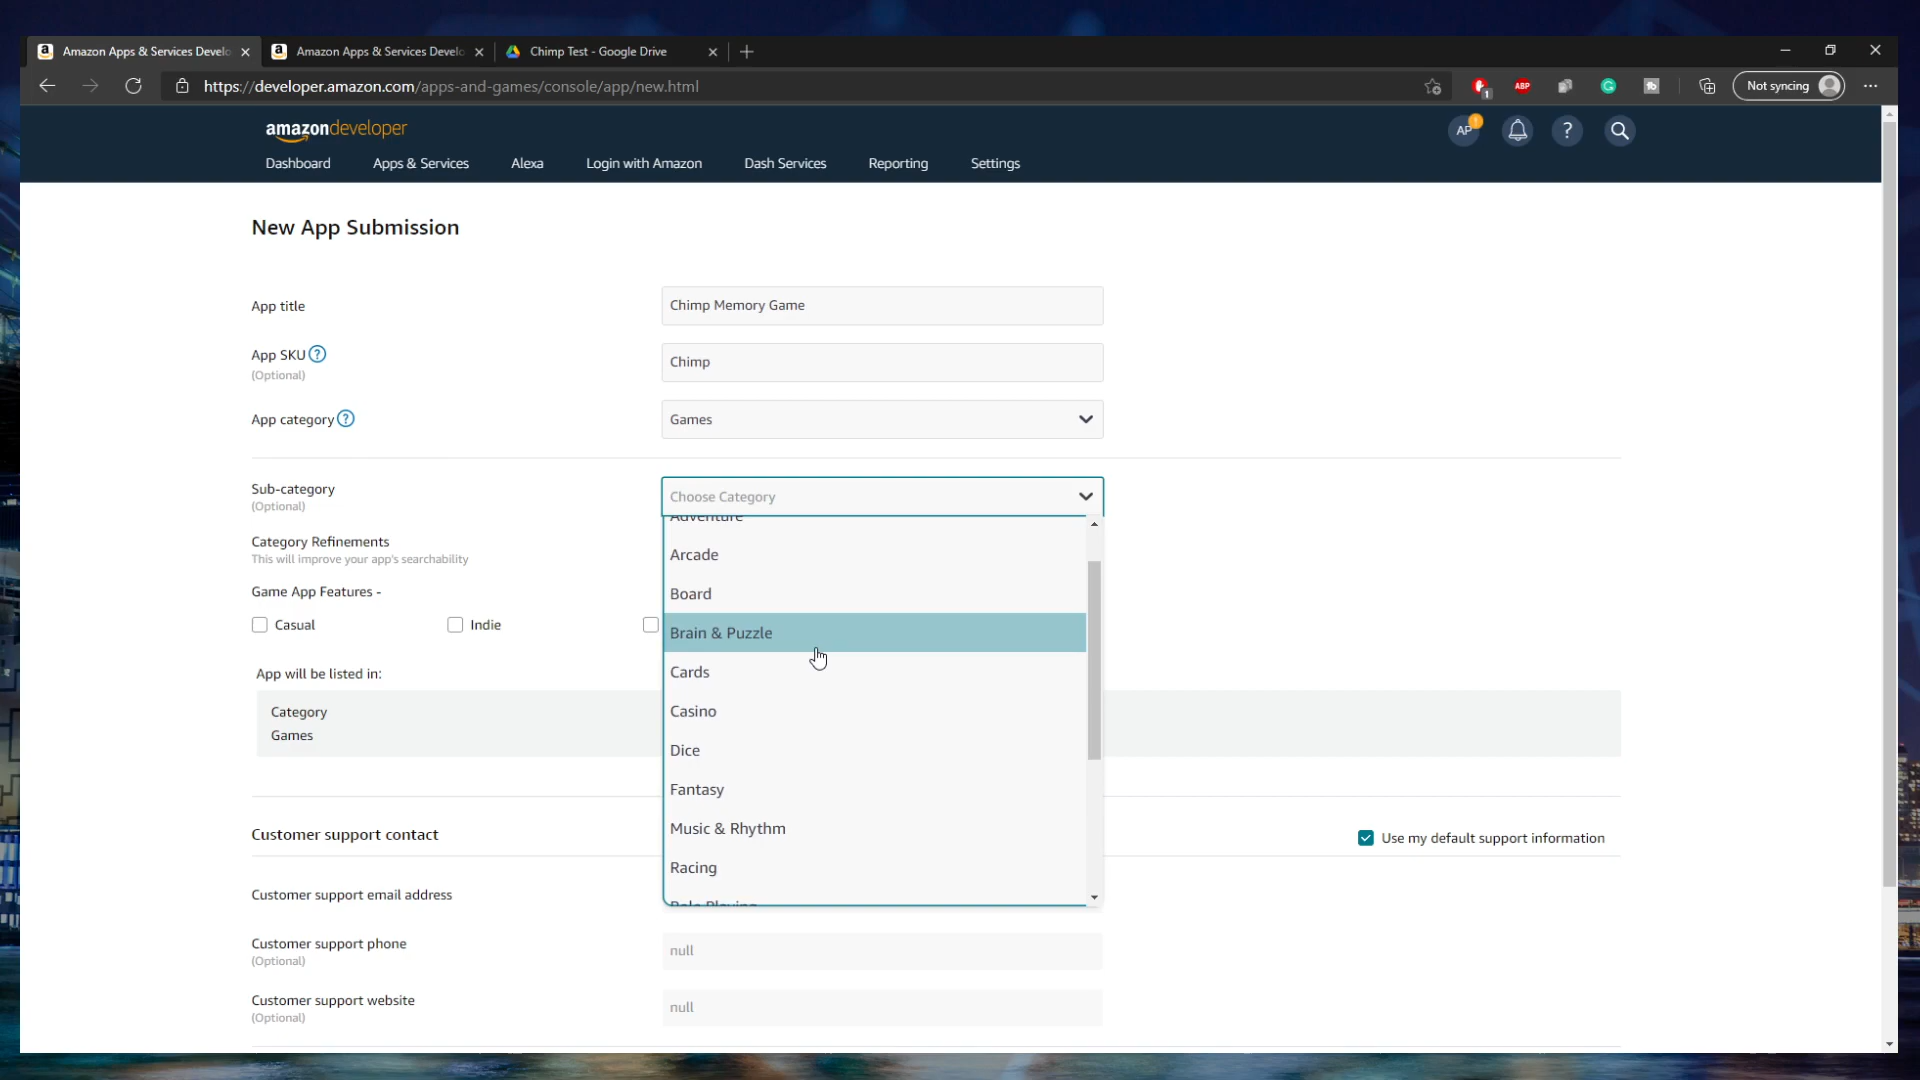 Amazon Apps & Services Develo
Amazon Apps & Services Develo
Chimp Test - Google Drive
https://developer.amazon.com/apps-and-games/console/app/new.html
1
ABP
Not syncing
amazondeveloper
AP
!
?
Dashboard
Apps & Services
Alexa
Login with Amazon
Dash Services
Reporting
Settings
New App Submission
App title
Chimp Memory Game
App SKU ?
(Optional)
Chimp
App category ?
Games
Sub-category
(Optional)
Choose Category
Adventure
Arcade
Board
Brain & Puzzle
Cards
Casino
Dice
Fantasy
Music & Rhythm
Racing
Role Playing
Category Refinements
This will improve your app's searchability
Game App Features -
Casual
Indie
App will be listed in:
Category
Games
Customer support contact
Use my default support information
Customer support email address
Customer support phone
(Optional)
null
Customer support website
(Optional)
null